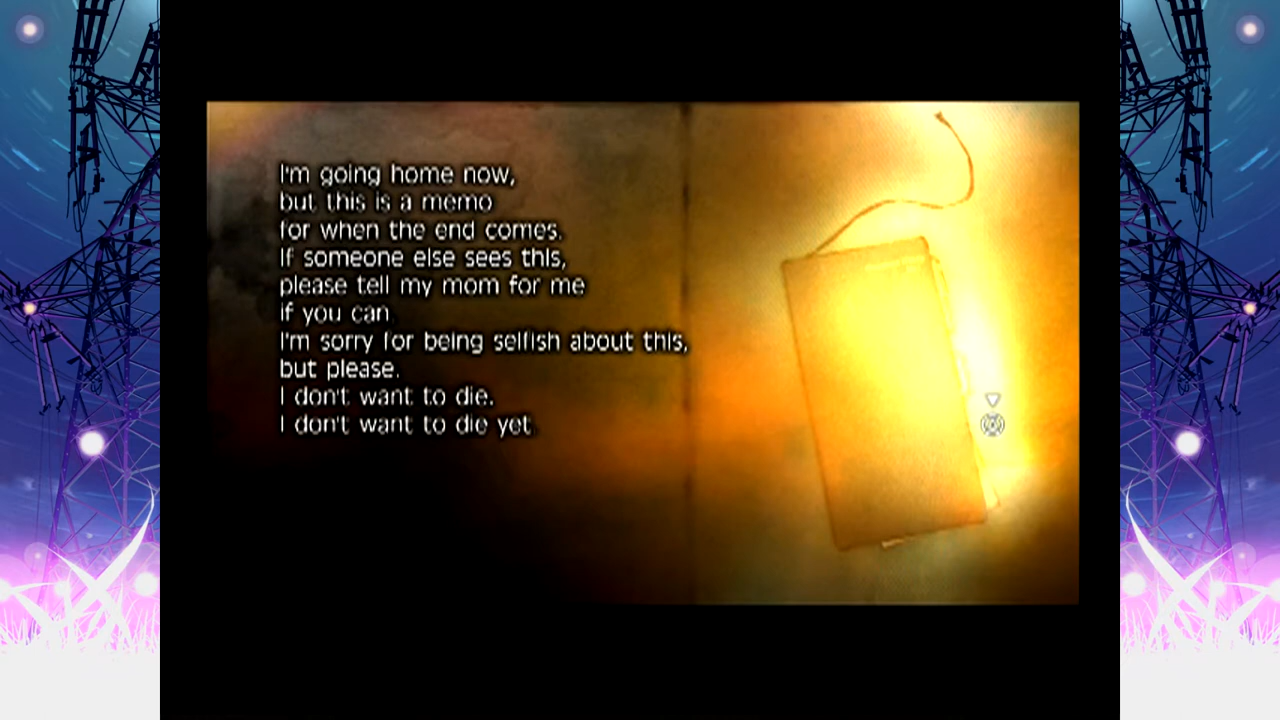 I'm going home now,
but this is a memo
for when the end comes.
If someone else sees this,
please tell my mom for me
if you can.
I'm sorry for being selfish about this,
but please.
I don't want to die.
I don't want to die yet.